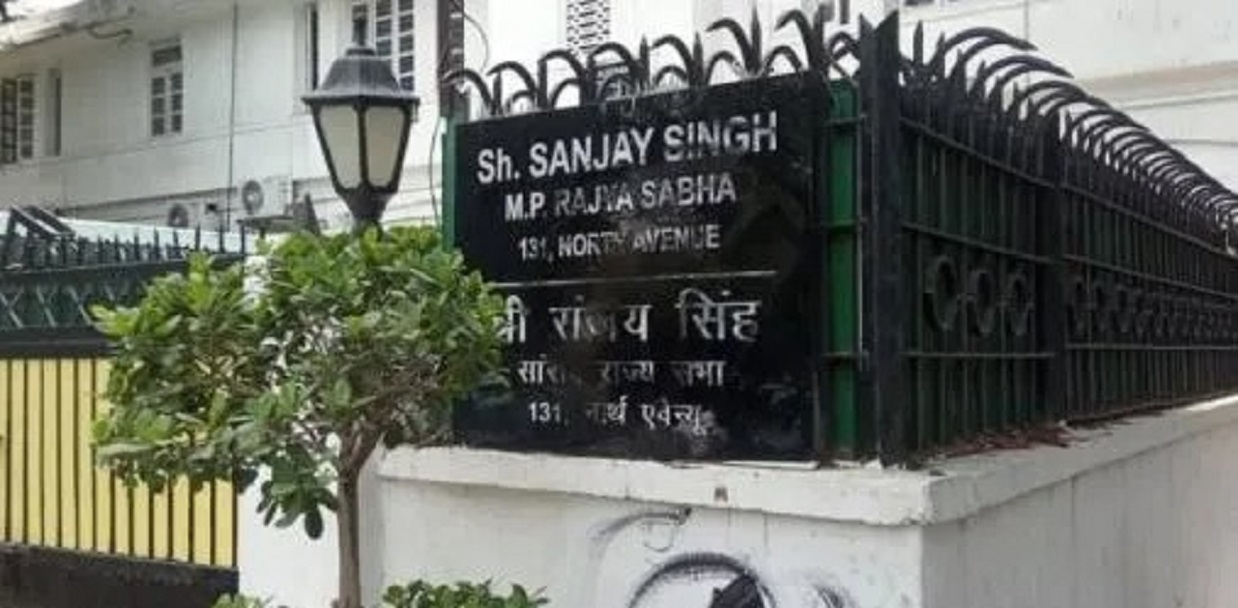 Sh. SANJAY SINGH
M.P. RAJYA SABHA
131, NORTH AVENUE
श्री संजय सिंह
सांसद राज्य सभा
131, नार्थ एवेन्यू